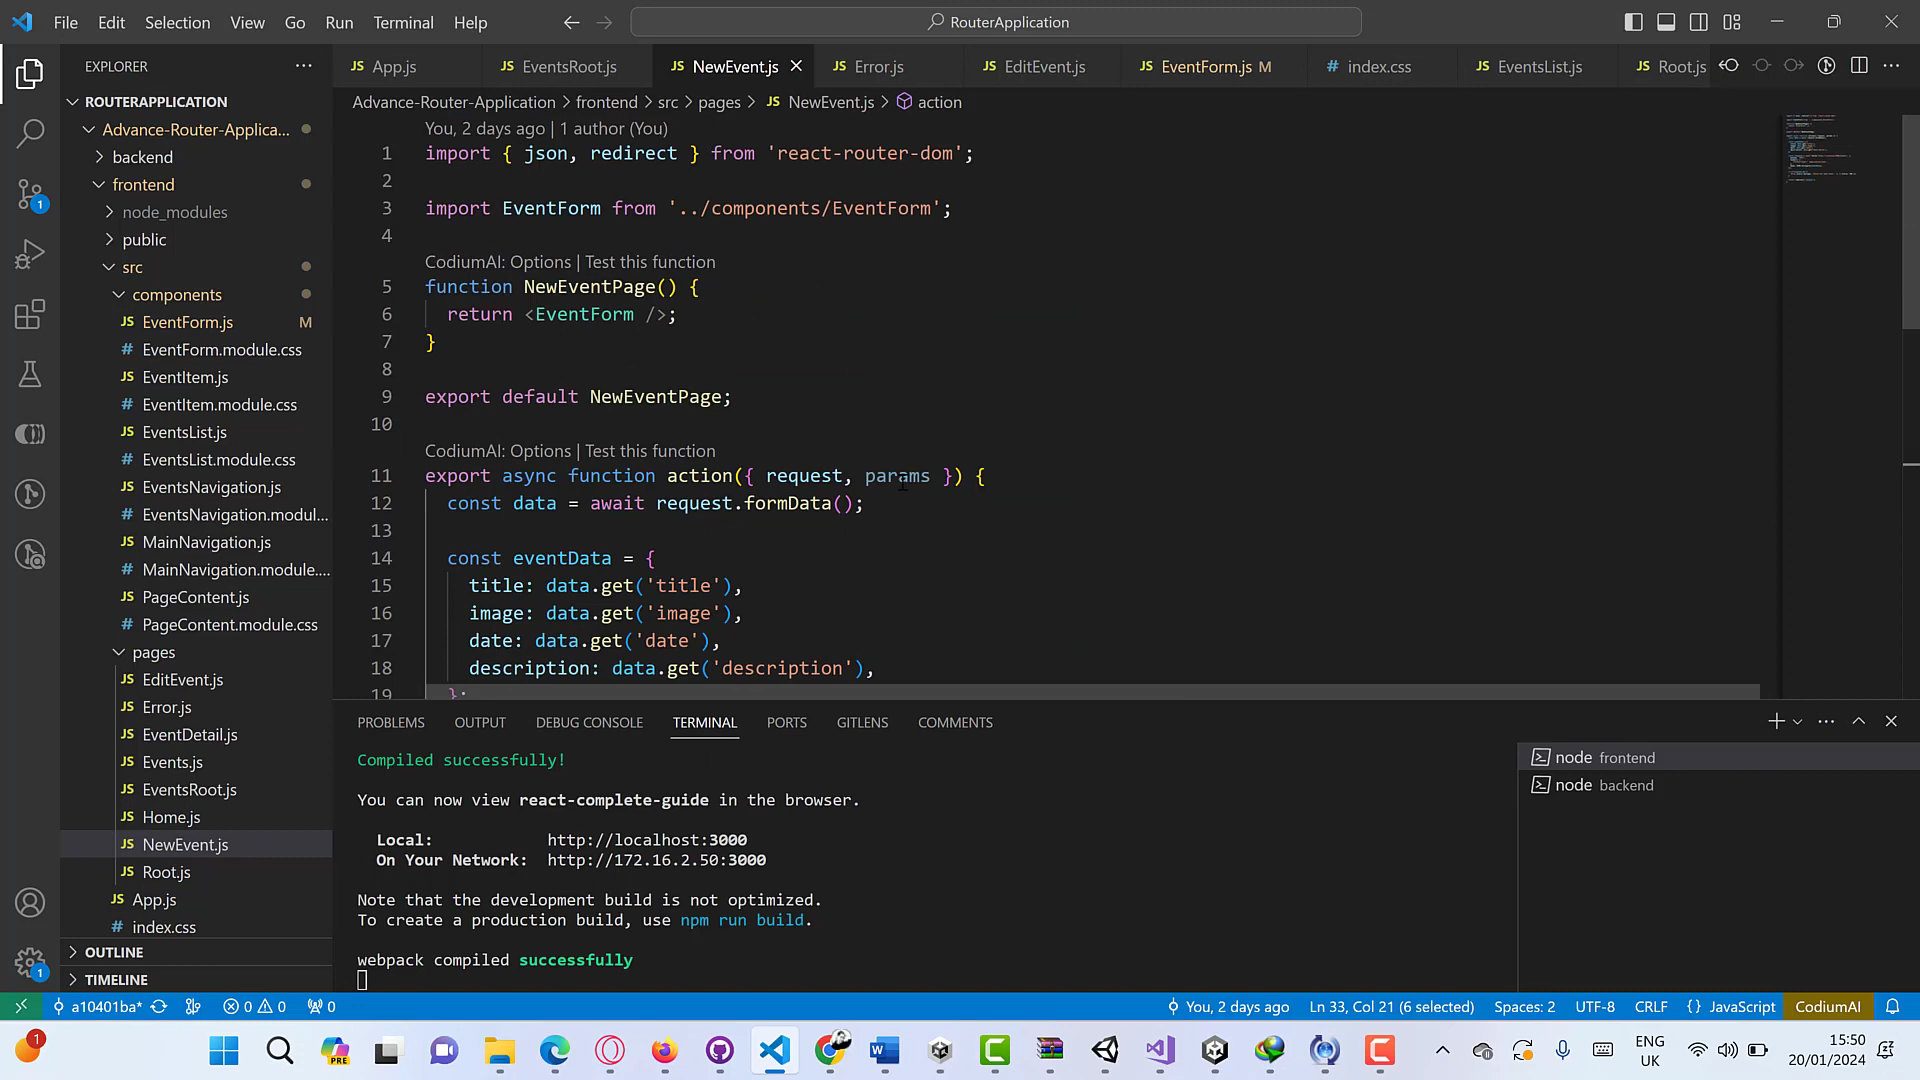 File Edit Selection View Go Run Terminal Help
RouterApplication
EXPLORER
ROUTERAPPLICATION
Advance-Router-Applica...
backend
frontend
node_modules
public
src
components
EventForm.js M
EventForm.module.css
EventItem.js
EventItem.module.css
EventsList.js
EventsList.module.css
EventsNavigation.js
EventsNavigation.modul...
MainNavigation.js
MainNavigation.module....
PageContent.js
PageContent.module.css
pages
EditEvent.js
Error.js
EventDetail.js
Events.js
EventsRoot.js
Home.js
NewEvent.js
Root.js
App.js
index.css
OUTLINE
TIMELINE
JS App.js JS EventsRoot.js JS NewEvent.js JS Error.js JS EditEvent.js JS EventForm.js M # index.css JS EventsList.js JS Root.js
Advance-Router-Application > frontend > src > pages > JS NewEvent.js > action
You, 2 days ago | 1 author (You)
1 import { json, redirect } from 'react-router-dom';
2
3 import EventForm from '../components/EventForm';
4
CodiumAI: Options | Test this function
5 function NewEventPage() {
6 return <EventForm />;
7 }
8
9 export default NewEventPage;
10
CodiumAI: Options | Test this function
11 export async function action({ request, params }) {
12 const data = await request.formData();
13
14 const eventData = {
15 title: data.get('title'),
16 image: data.get('image'),
17 date: data.get('date'),
18 description: data.get('description'),
19 };
PROBLEMS OUTPUT DEBUG CONSOLE TERMINAL PORTS GITLENS COMMENTS
Compiled successfully!
You can now view react-complete-guide in the browser.
Local: http://localhost:3000
On Your Network: http://172.16.2.50:3000
Note that the development build is not optimized.
To create a production build, use npm run build.
webpack compiled successfully
node frontend
node backend
a10401ba* 0 0 0 You, 2 days ago Ln 33, Col 21 (6 selected) Spaces: 2 UTF-8 CRLF {} JavaScript CodiumAI
ENG
UK
15:50
20/01/2024